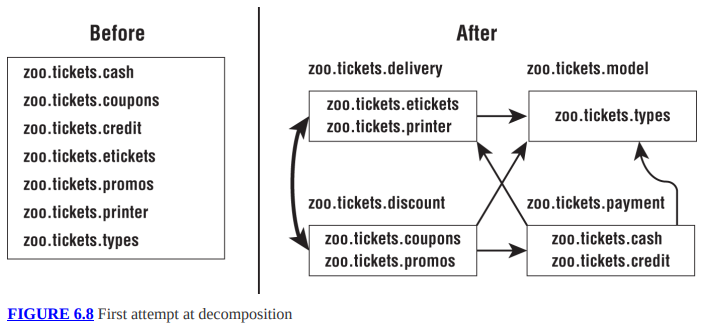 Before
zoo.tickets.cash
zoo.tickets.coupons
zoo.tickets.credit
zoo.tickets.etickets
zoo.tickets.promos
zoo.tickets.printer
zoo.tickets.types
After
zoo.tickets.delivery
zoo.tickets.etickets
zoo.tickets.printer
zoo.tickets.model
zoo.tickets.types
zoo.tickets.discount
zoo.tickets.coupons
zoo.tickets.promos
zoo.tickets.payment
zoo.tickets.cash
zoo.tickets.credit
FIGURE 6.8 First attempt at decomposition